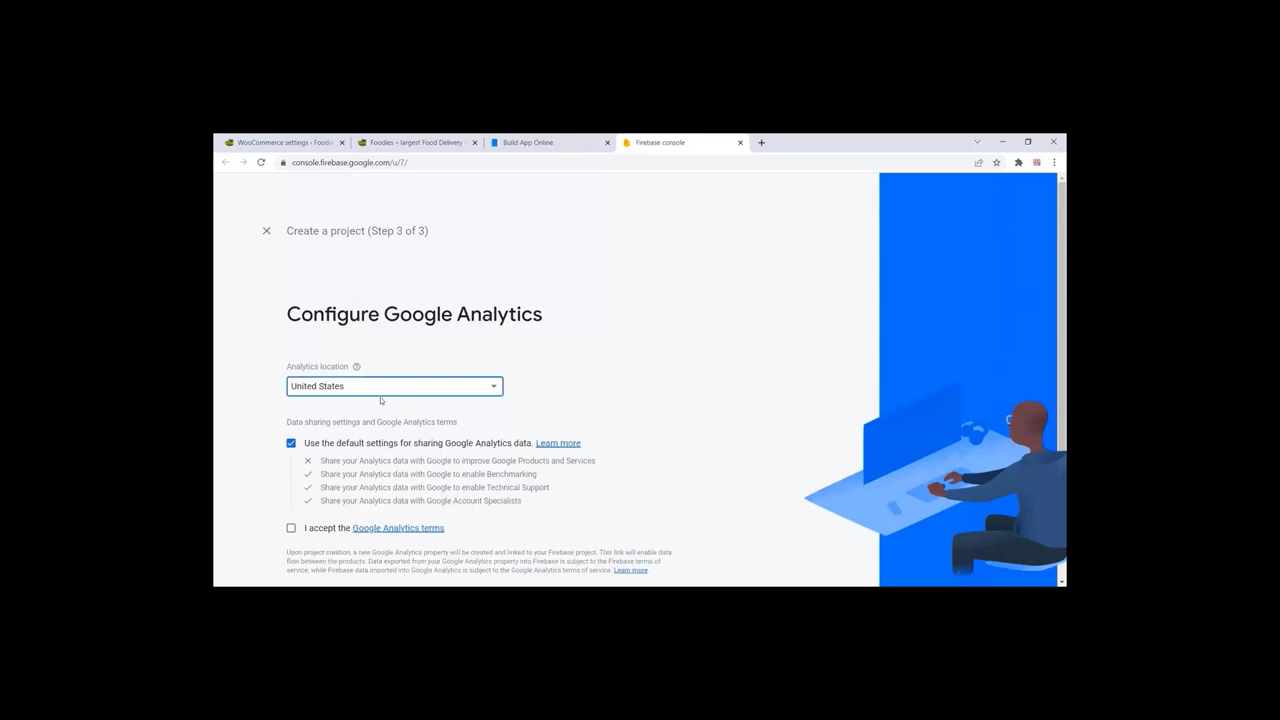 WooCommerce settings ‹ Foodie
Foodies – largest Food Delivery
Build App Online
Firebase console
console.firebase.google.com/u/7/
Create a project (Step 3 of 3)
Configure Google Analytics
Analytics location
United States
Data sharing settings and Google Analytics terms
Use the default settings for sharing Google Analytics data. Learn more
Share your Analytics data with Google to improve Google Products and Services
Share your Analytics data with Google to enable Benchmarking
Share your Analytics data with Google to enable Technical Support
Share your Analytics data with Google Account Specialists
I accept the Google Analytics terms
Upon project creation, a new Google Analytics property will be created and linked to your Firebase project. This link will enable data
flow between the products. Data exported from your Google Analytics property into Firebase is subject to the Firebase terms of
service, while Firebase data imported into Google Analytics is subject to the Google Analytics terms of service. Learn more.